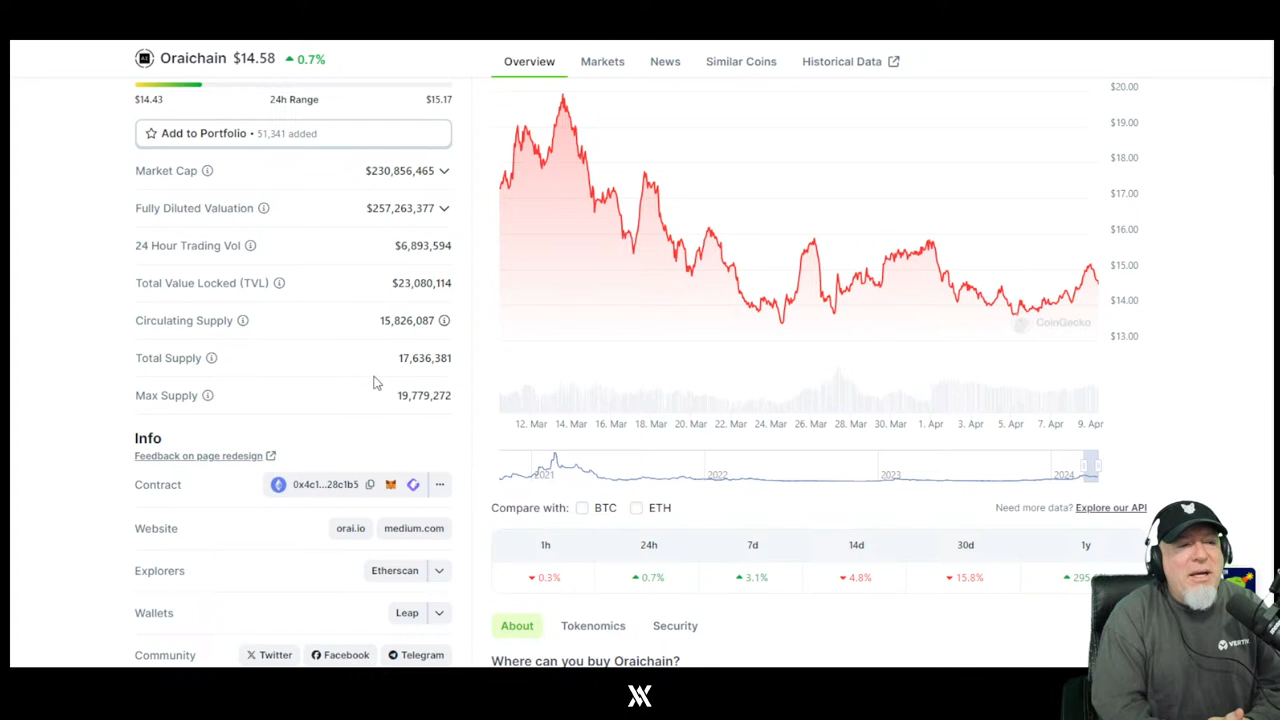 Oraichain $14.58 0.7%
Overview Markets News Similar Coins Historical Data
$14.43 24h Range $15.17
Add to Portfolio • 51,341 added
Market Cap $230,856,465
Fully Diluted Valuation $257,263,377
24 Hour Trading Vol $6,893,594
Total Value Locked (TVL) $23,080,114
Circulating Supply 15,826,087
Total Supply 17,636,381
Max Supply 19,779,272
Info
Feedback on page redesign
Contract 0x4c1...28c1b5
Website orai.io medium.com
Explorers Etherscan
Wallets Leap
Community Twitter Facebook Telegram
$20.00
$19.00
$18.00
$17.00
$16.00
$15.00
$14.00
$13.00
CoinGecko
12. Mar 14. Mar 16. Mar 18. Mar 20. Mar 22. Mar 24. Mar 26. Mar 28. Mar 30. Mar 1. Apr 3. Apr 5. Apr 7. Apr 9. Apr
2021 2022 2023 2024
Compare with: BTC ETH Need more data? Explore our API
1h 24h 7d 14d 30d 1y
0.3% 0.7% 3.1% 4.8% 15.8%
About Tokenomics Security
Where can you buy Oraichain?